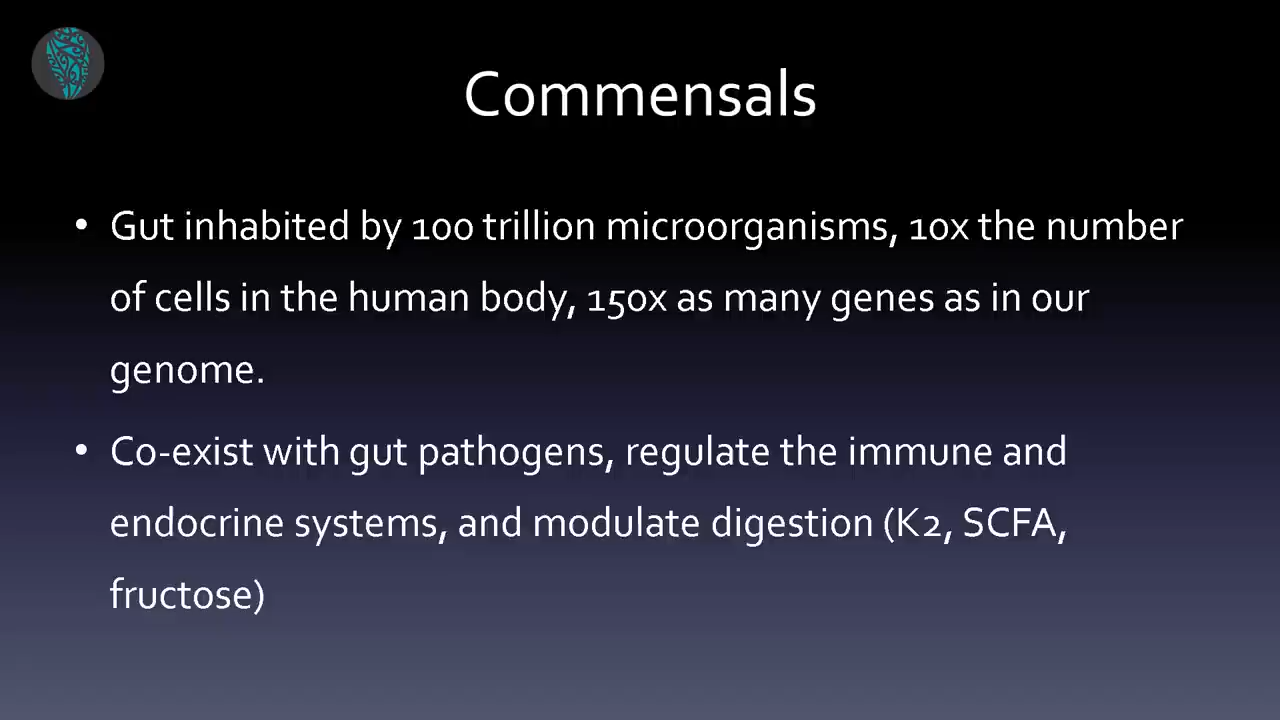 Commensals
• Gut inhabited by 100 trillion microorganisms, 10x the number
of cells in the human body, 150x as many genes as in our
genome.
• Co-exist with gut pathogens, regulate the immune and
endocrine systems, and modulate digestion (K2, SCFA,
fructose)